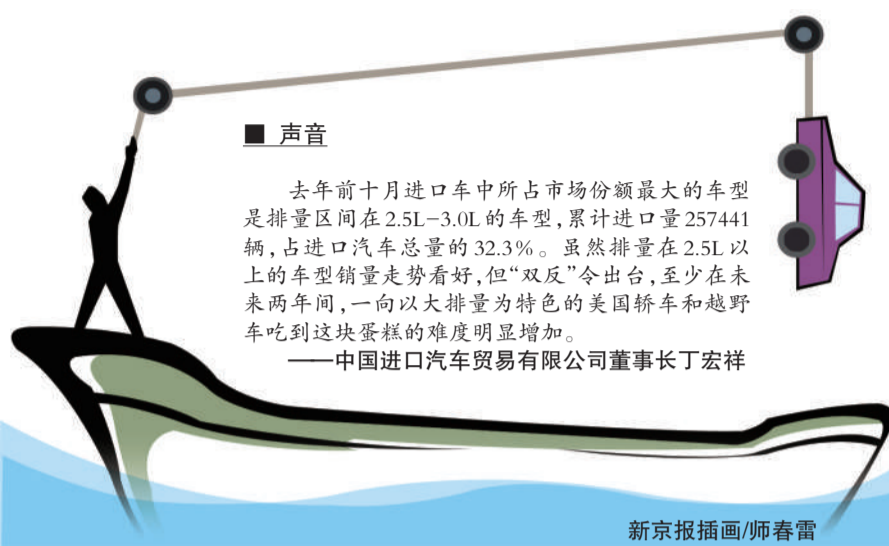 ■ 声音
去年前十月进口车中所占市场份额最大的车型
是排量区间在2.5L-3.0L的车型,累计进口量257441
辆,占进口汽车总量的32.3%。虽然排量在2.5L以
上的车型销量走势看好,但“双反”令出台,至少在未
来两年间,一向以大排量为特色的美国轿车和越野
车吃到这块蛋糕的难度明显增加。
——中国进口汽车贸易有限公司董事长丁宏祥
新京报插画/师春雷